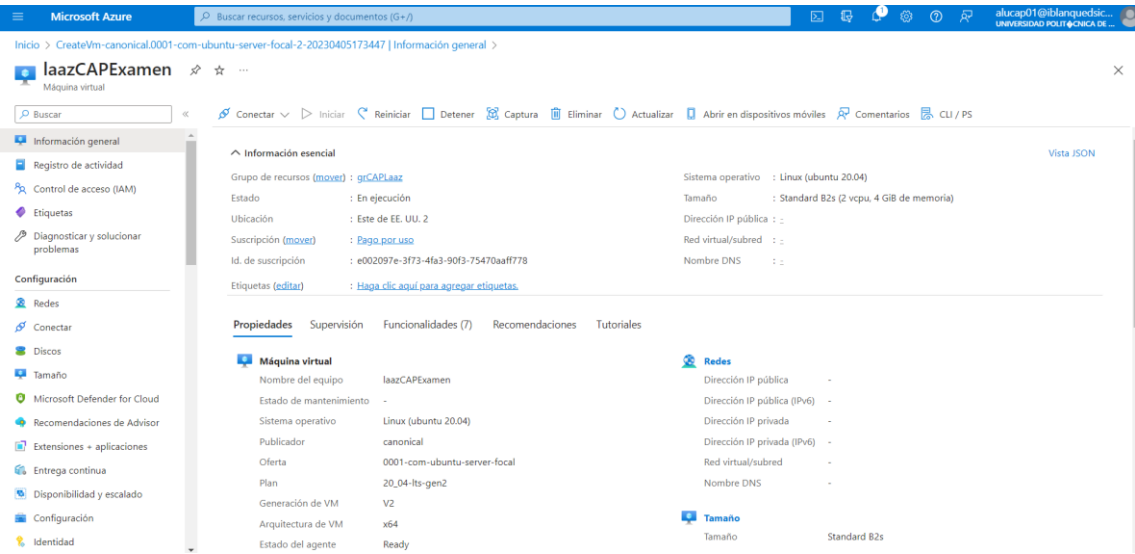 Microsoft Azure
Buscar recursos, servicios y documentos (G+/)
1
alucap01@iblanquedsic...
UNIVERSIDAD POLIT�CNICA DE ...
Inicio > CreateVm-canonical.0001-com-ubuntu-server-focal-2-20230405173447 | Información general >
laazCAPExamen
Máquina virtual
Buscar
Conectar
Iniciar
Reiniciar
Detener
Captura
Eliminar
Actualizar
Abrir en dispositivos móviles
Comentarios
CLI / PS
Información general
Registro de actividad
Control de acceso (IAM)
Etiquetas
Diagnosticar y solucionar
problemas
Configuración
Redes
Conectar
Discos
Tamaño
Microsoft Defender for Cloud
Recomendaciones de Advisor
Extensiones + aplicaciones
Entrega continua
Disponibilidad y escalado
Configuración
Identidad
Información esencial
Vista JSON
Grupo de recursos (mover) : grCAPLaaz
Estado : En ejecución
Ubicación : Este de EE. UU. 2
Suscripción (mover) : Pago por uso
Id. de suscripción : e002097e-3f73-4fa3-90f3-75470aaff778
Etiquetas (editar) : Haga clic aquí para agregar etiquetas.
Sistema operativo : Linux (ubuntu 20.04)
Tamaño : Standard B2s (2 vcpu, 4 GiB de memoria)
Dirección IP pública : -
Red virtual/subred : -
Nombre DNS : -
Propiedades
Supervisión
Funcionalidades (7)
Recomendaciones
Tutoriales
Máquina virtual
Nombre del equipo laazCAPExamen
Estado de mantenimiento -
Sistema operativo Linux (ubuntu 20.04)
Publicador canonical
Oferta 0001-com-ubuntu-server-focal
Plan 20_04-lts-gen2
Generación de VM V2
Arquitectura de VM x64
Estado del agente Ready
Redes
Dirección IP pública -
Dirección IP pública (IPv6) -
Dirección IP privada -
Dirección IP privada (IPv6) -
Red virtual/subred -
Nombre DNS -
Tamaño
Tamaño Standard B2s